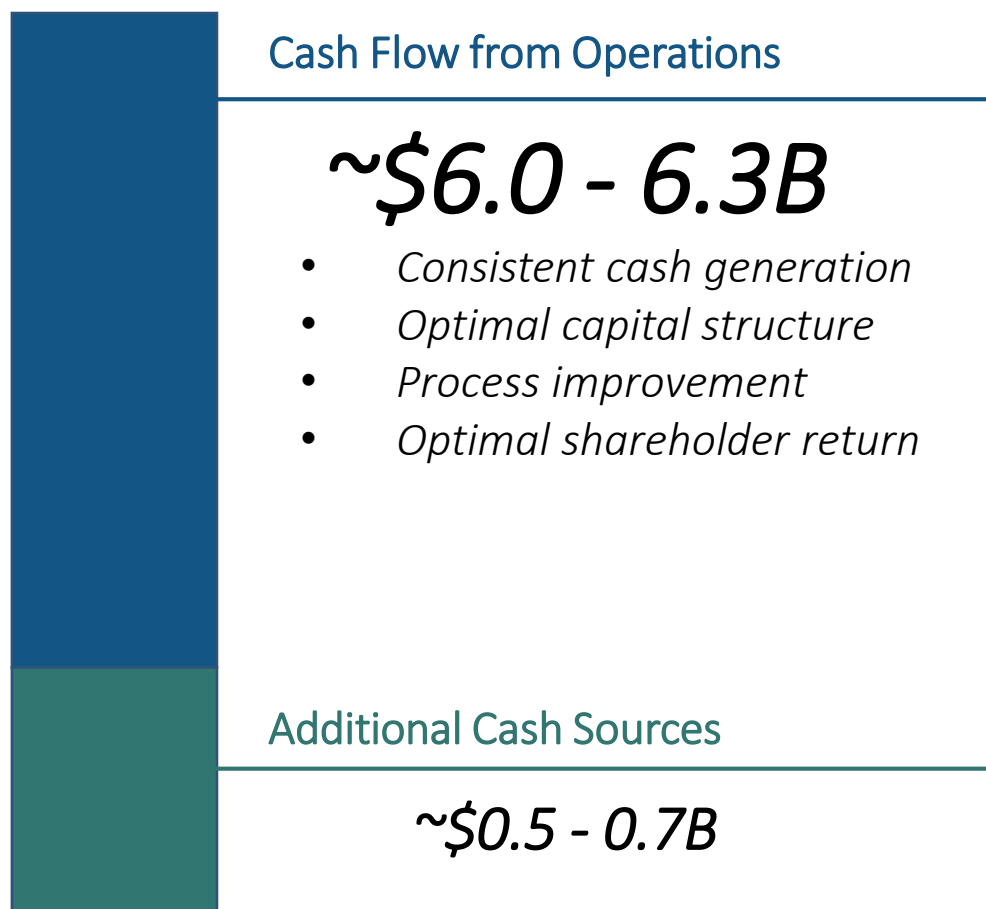 Cash Flow from Operations
~$6.0 - 6.3B
• Consistent cash generation
• Optimal capital structure
• Process improvement
• Optimal shareholder return
Additional Cash Sources
~$0.5 - 0.7B